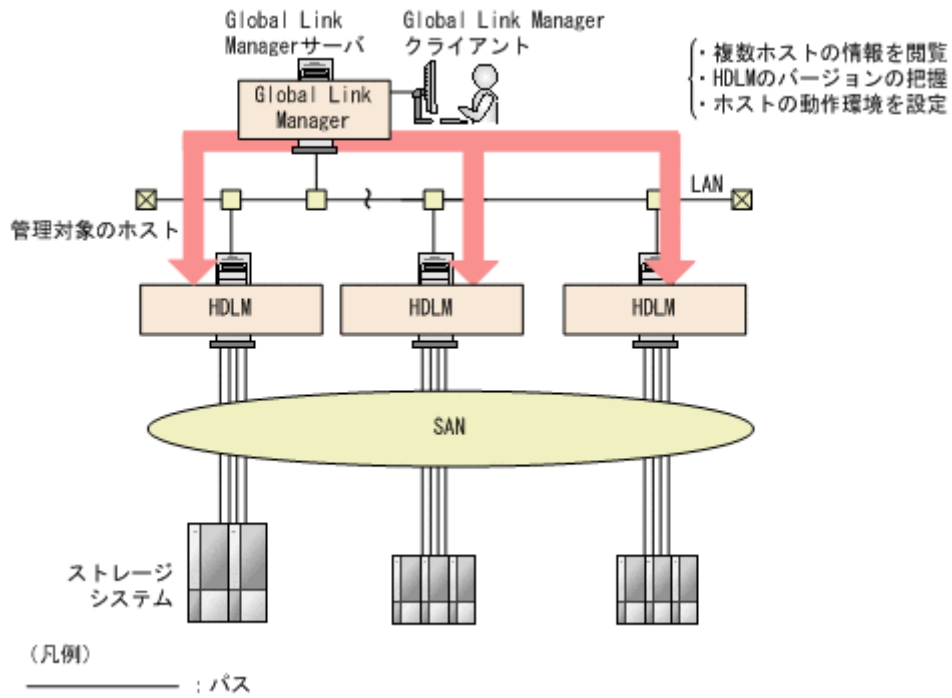 Global Link
Managerサーバ
Global Link Manager
クライアント
・複数ホストの情報を閲覧
・HDLMのバージョンの把握
・ホストの動作環境を設定
Global Link
Manager
LAN
管理対象のホスト
HDLM
HDLM
HDLM
SAN
ストレージ
システム
(凡例)
：パス